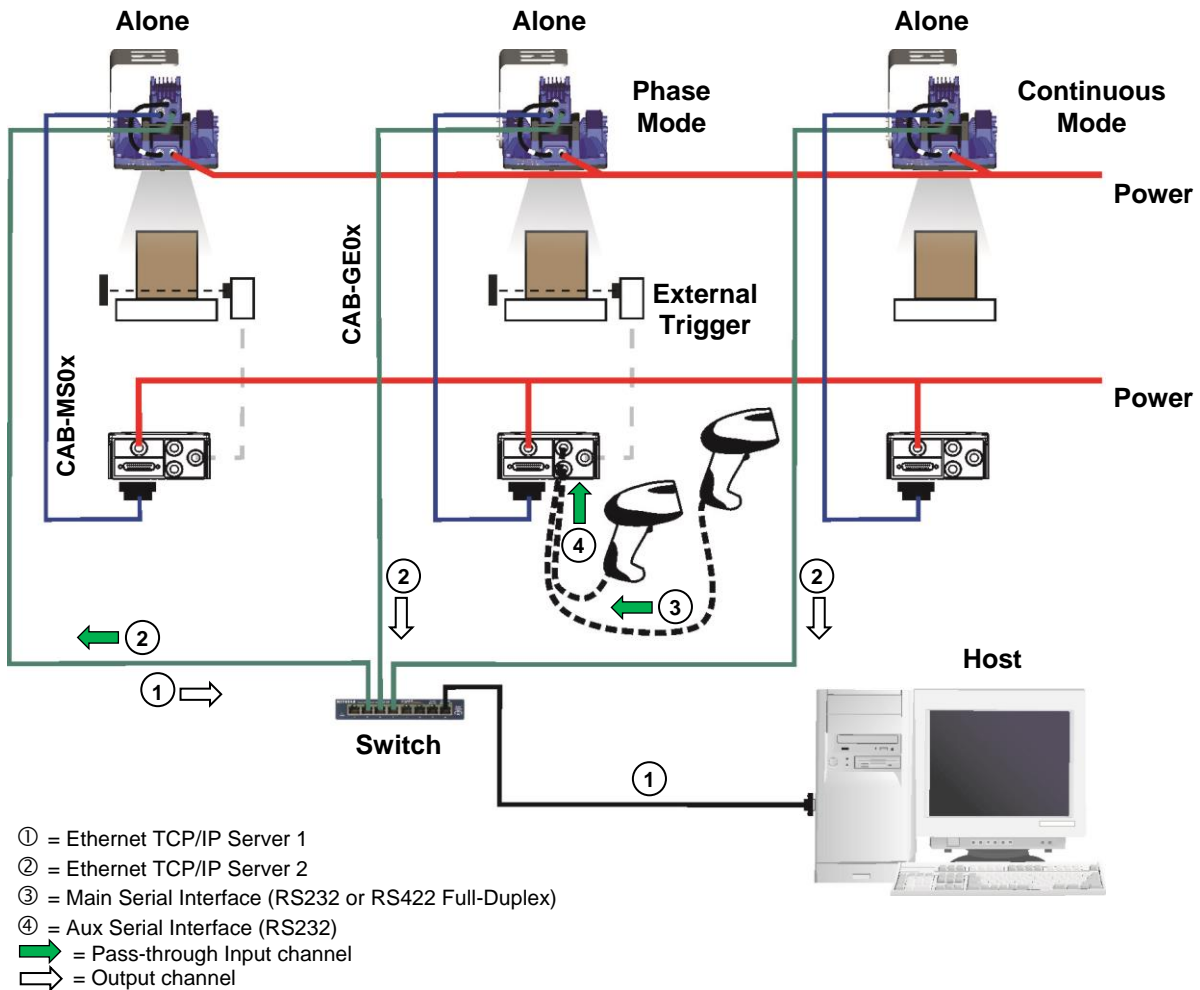 Alone
Alone
Alone
Phase
Mode
Continuous
Mode
Power
CAB-MS0x
CAB-GE0x
External
Trigger
Power
4
3
2
2
2
1
Host
Switch
1
① = Ethernet TCP/IP Server 1
② = Ethernet TCP/IP Server 2
③ = Main Serial Interface (RS232 or RS422 Full-Duplex)
④ = Aux Serial Interface (RS232)
= Pass-through Input channel
= Output channel